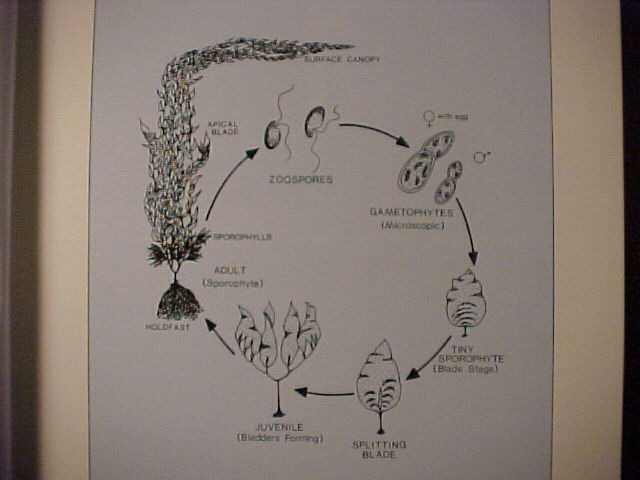 SURFACE CANOPY
APICAL
BLADE
♀ with egg
♂
ZOOSPORES
GAMETOPHYTES
(Microscopic)
SPOROPHYLLS
ADULT
(Sporophyte)
HOLDFAST
TINY
SPOROPHYTE
(Blade Stage)
JUVENILE
(Bladders Forming)
SPLITTING
BLADE